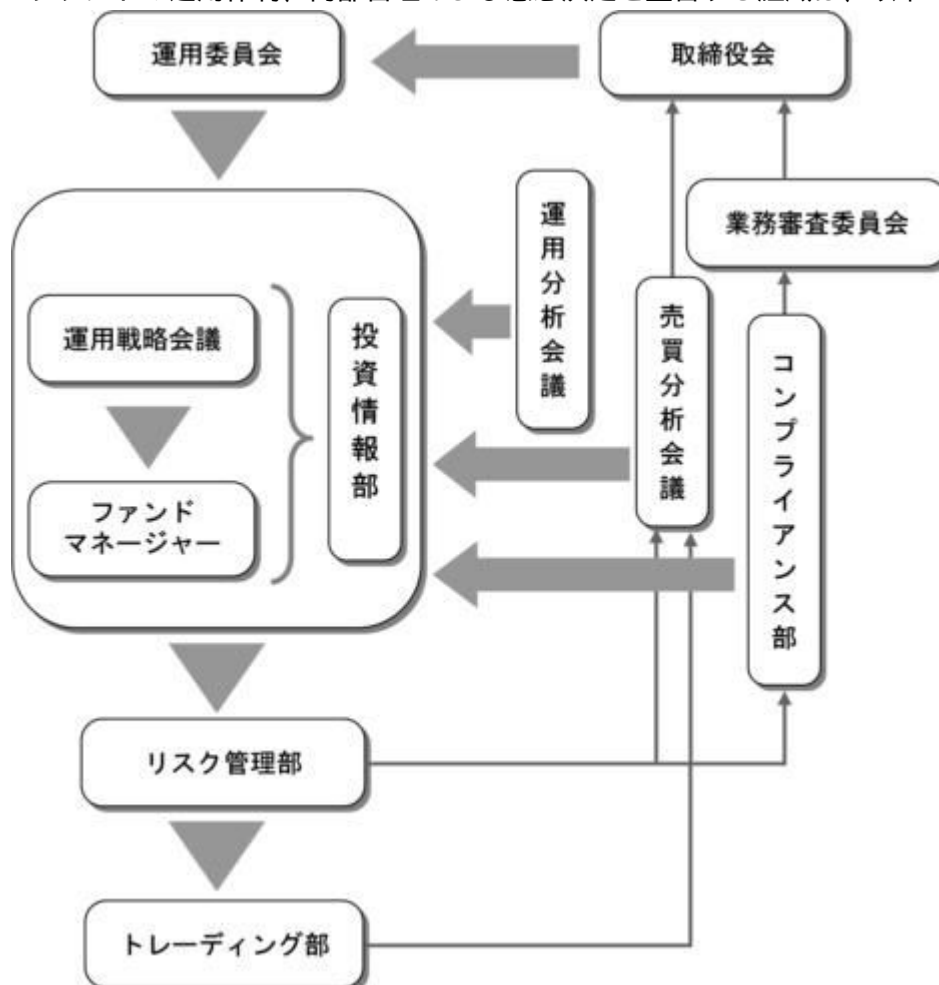 運用委員会
取締役会
運用分析会議
業務審査委員会
運用戦略会議
投資情報部
売買分析会議
コンプライアンス部
ファンド
マネージャー
リスク管理部
トレーディング部